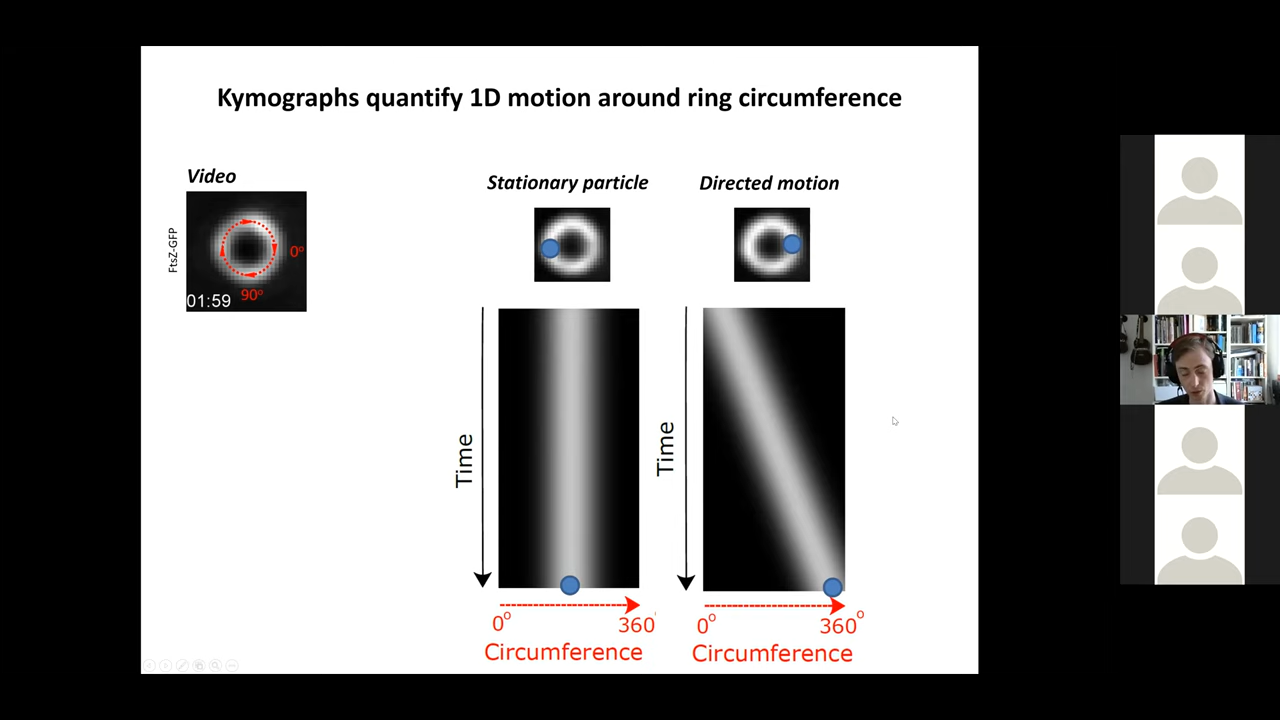 Kymographs quantify 1D motion around ring circumference
Video
Stationary particle
Directed motion
FtsZ-GFP
0°
90°
01:59
Time
Time
0°
360
0°
360°
Circumference
Circumference